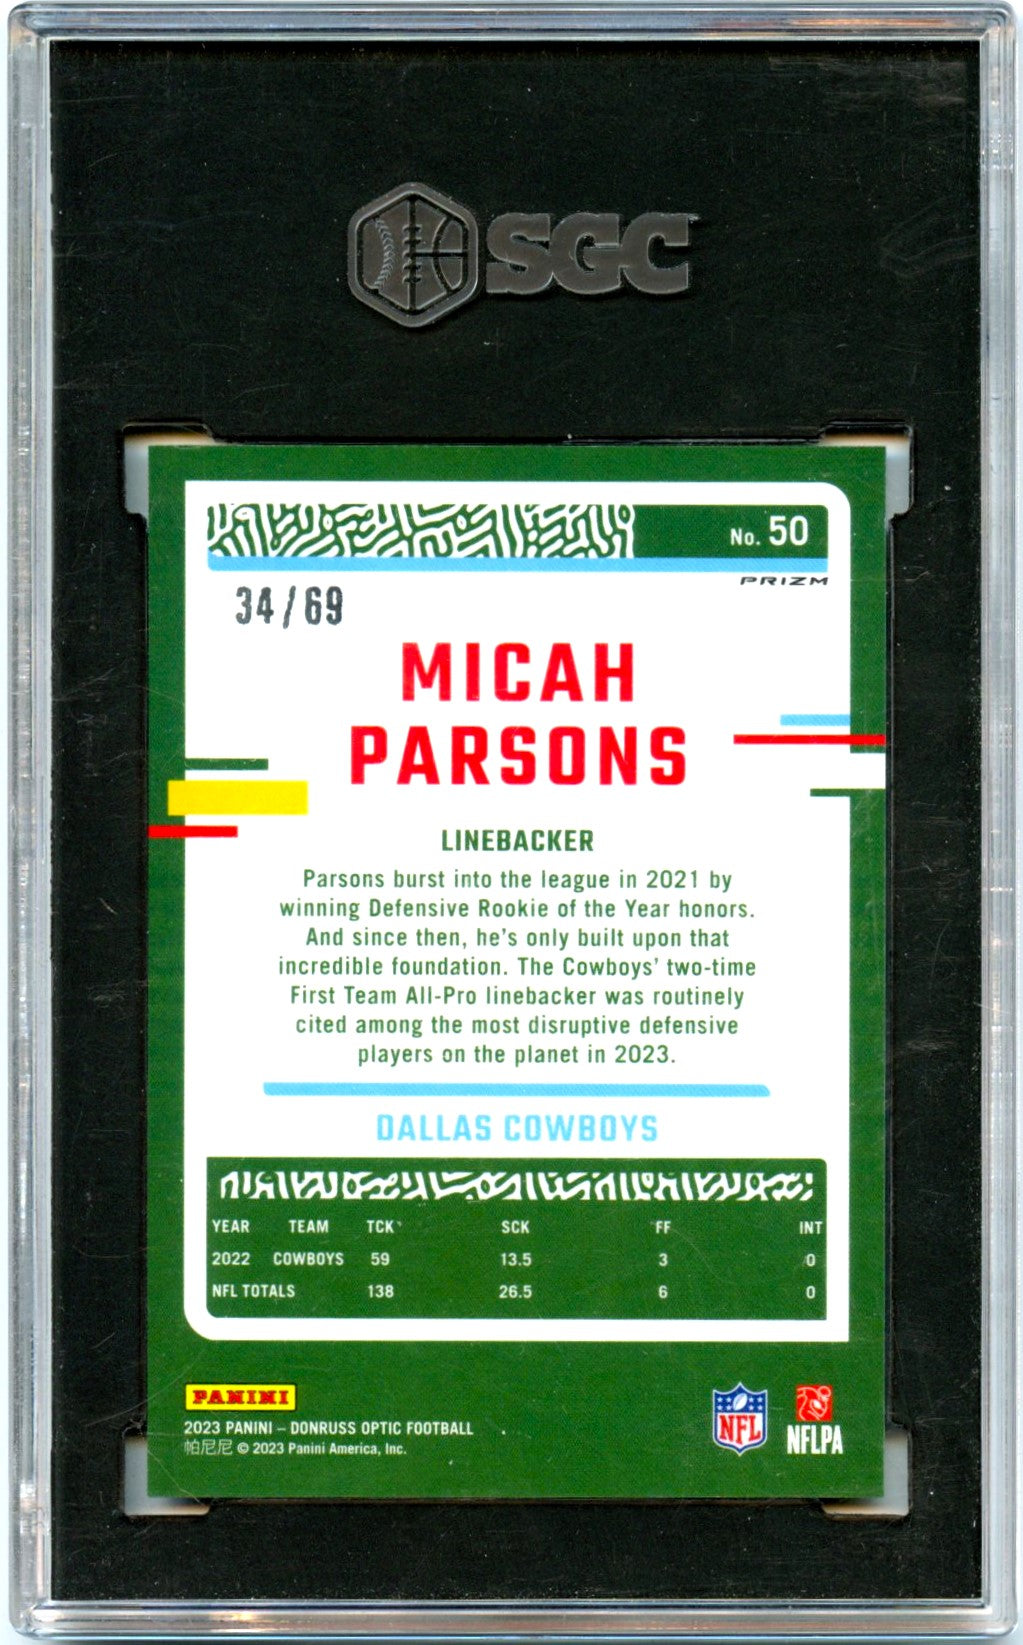 SGC
No. 50
PRIZM
34/69
MICAH
PARSONS
LINEBACKER
Parsons burst into the league in 2021 by
winning Defensive Rookie of the Year honors.
And since then, he's only built upon that
incredible foundation. The Cowboys' two-time
First Team All-Pro linebacker was routinely
cited among the most disruptive defensive
players on the planet in 2023.
DALLAS COWBOYS
YEAR TEAM TCK SCK FF INT
2022 COWBOYS 59 13.5 3 0
NFL TOTALS 138 26.5 6 0
PANINI
2023 PANINI – DONRUSS OPTIC FOOTBALL
帕尼尼 © 2023 Panini America, Inc.
NFL
NFLPA